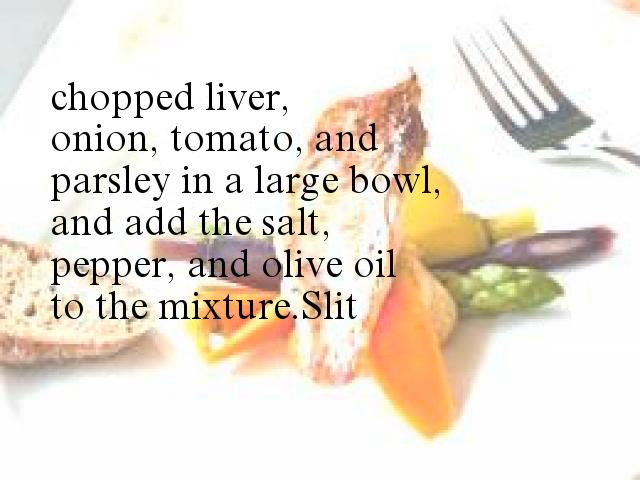 chopped liver,
onion, tomato, and
parsley in a large bowl,
and add the salt,
pepper, and olive oil
to the mixture.Slit